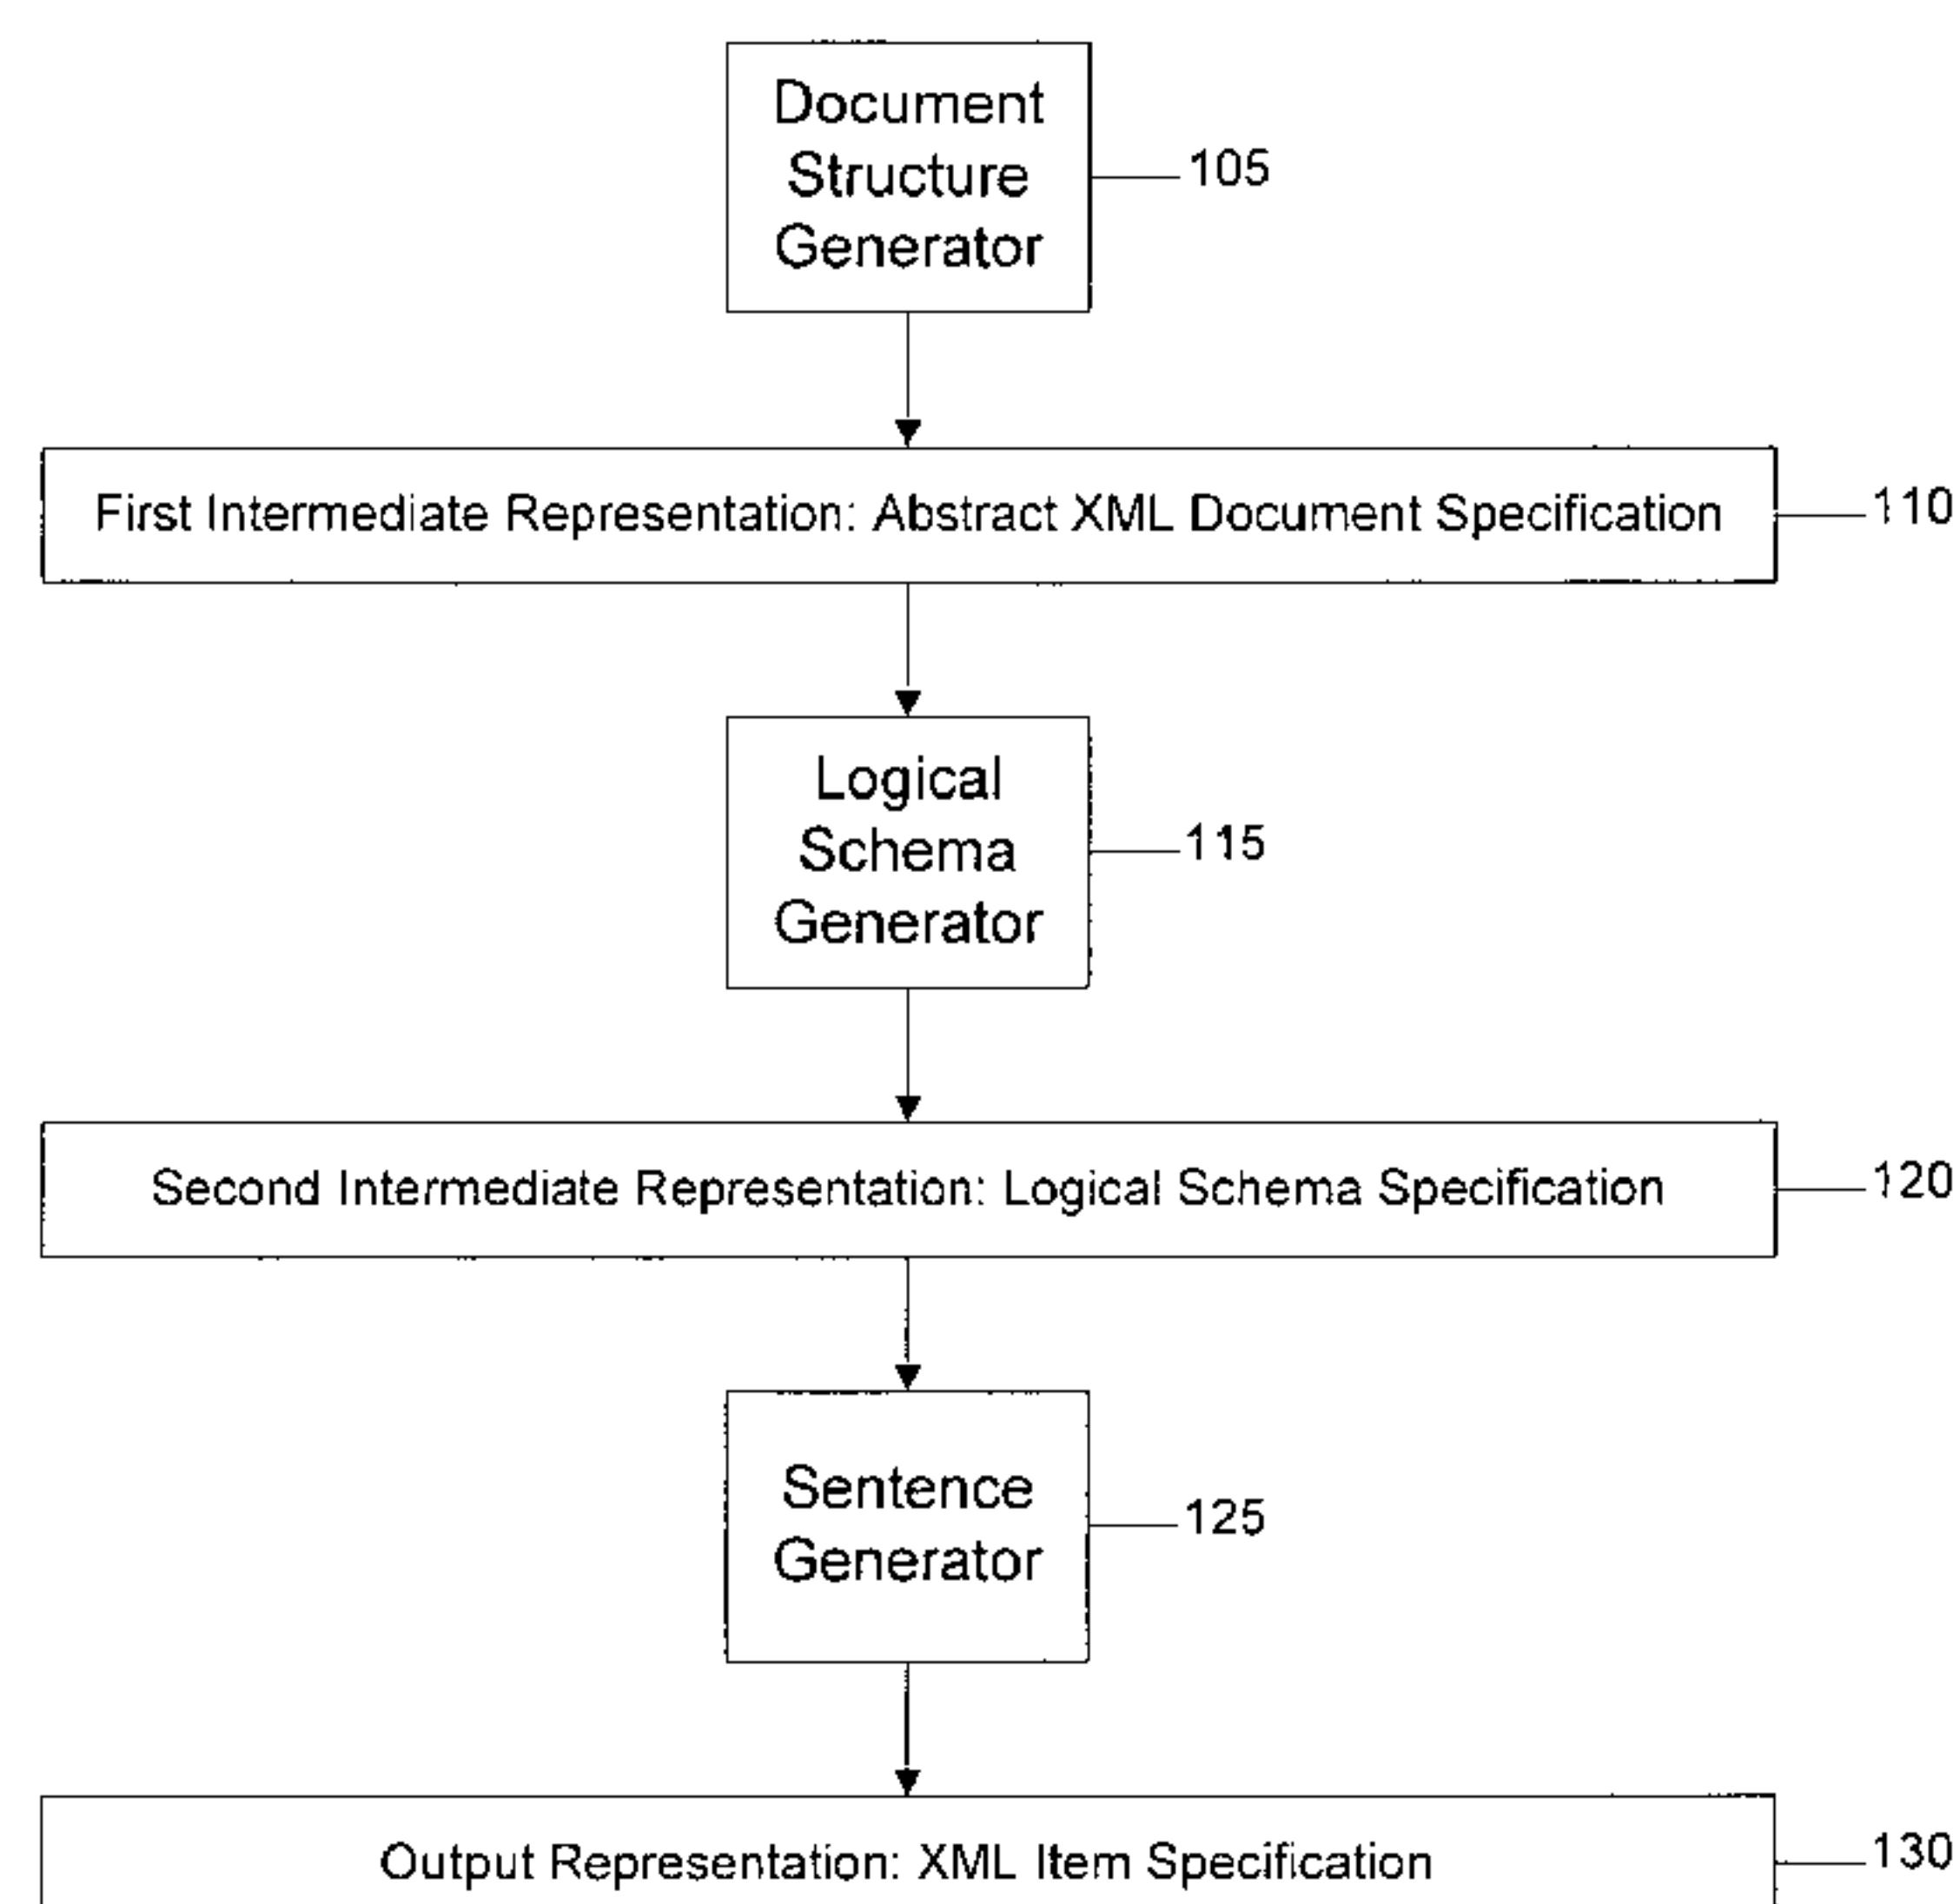 Document
Structure
Generator
105
First Intermediate Representation: Abstract XML Document Specification
110
Logical
Schema
Generator
115
Second Intermediate Representation: Logical Schema Specification
120
Sentence
Generator
125
Output Representation: XML Item Specification
130